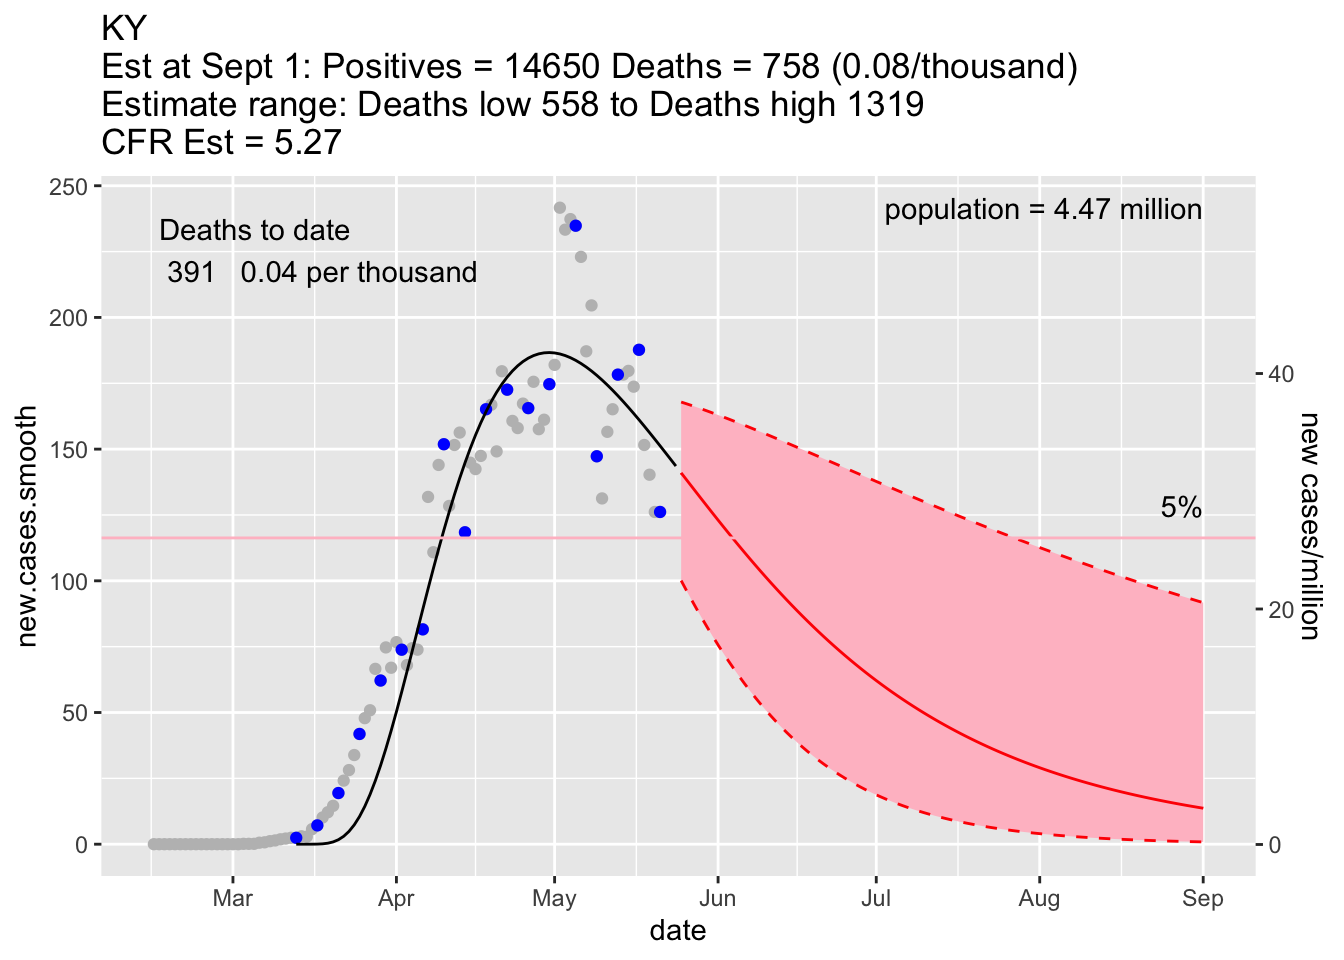 KY
Est at Sept 1: Positives = 14650 Deaths = 758 (0.08/thousand)
Estimate range: Deaths low 558 to Deaths high 1319
CFR Est = 5.27
250
200
150
100
50
0
new.cases.smooth
Deaths to date
391 0.04 per thousand
population = 4.47 million
5%
40
20
0
new cases/million
Mar Apr May Jun Jul Aug Sep
date